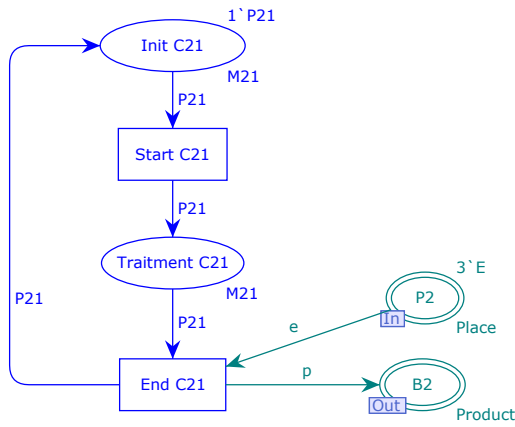 1`P21
Init C21
M21
P21
Start C21
P21
Traitment C21
M21
3`E
P2
In
Place
P21
P21
e
End C21
p
B2
Out
Product